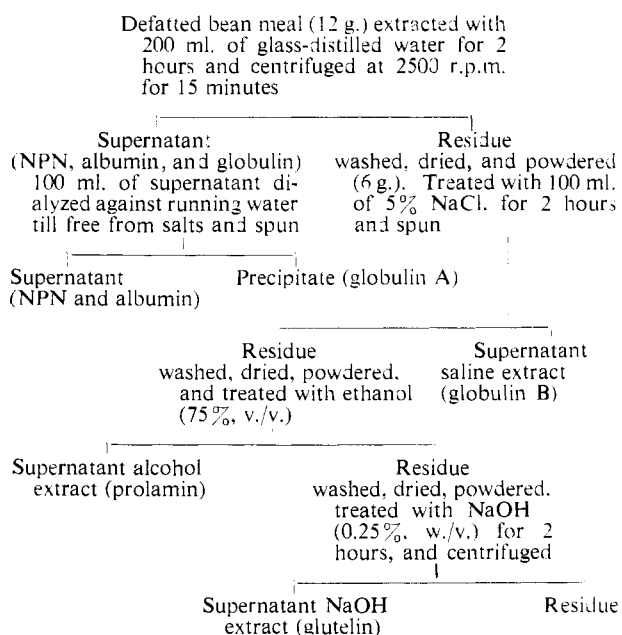 Defatted bean meal (12 g.) extracted with
200 ml. of glass-distilled water for 2
hours and centrifuged at 2500 r.p.m.
for 15 minutes
Supernatant
(NPN, albumin, and globulin)
100 ml. of supernatant di-
alyzed against running water
till free from salts and spun
Residue
washed, dried, and powdered
(6 g.). Treated with 100 ml.
of 5% NaCl. for 2 hours
and spun
Supernatant
(NPN and albumin)
Precipitate (globulin A)
Residue
washed, dried, powdered.
and treated with ethanol
(75%, v./v.)
Supernatant
saline extract
(globulin B)
Supernatant alcohol
extract (prolamin)
Residue
washed, dried, powdered.
treated with NaOH
(0.25%. w./v.) for 2
hours, and centrifuged
Supernatant NaOH
extract (glutelin)
Residue